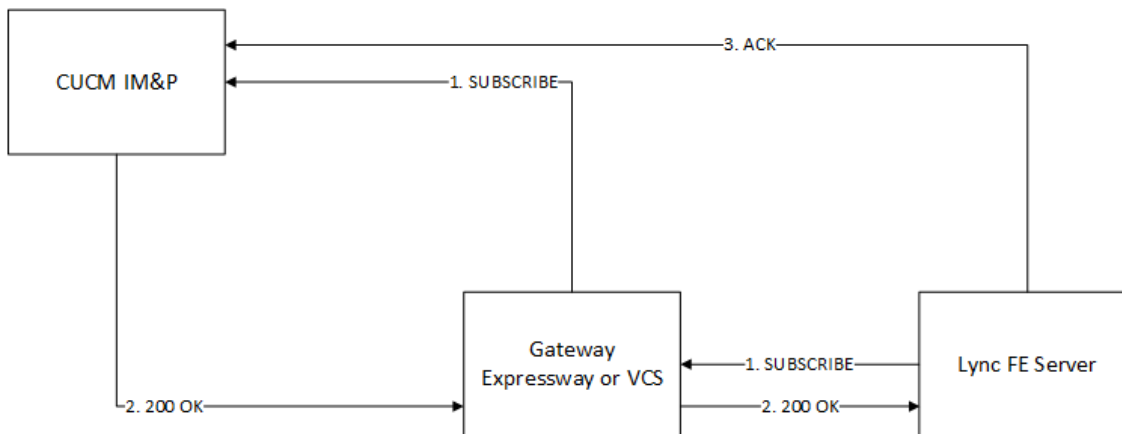 3. ACK
CUCM IM&P
1. SUBSCRIBE
Gateway
Expressway or VCS
1. SUBSCRIBE
Lync FE Server
2. 200 OK
2. 200 OK